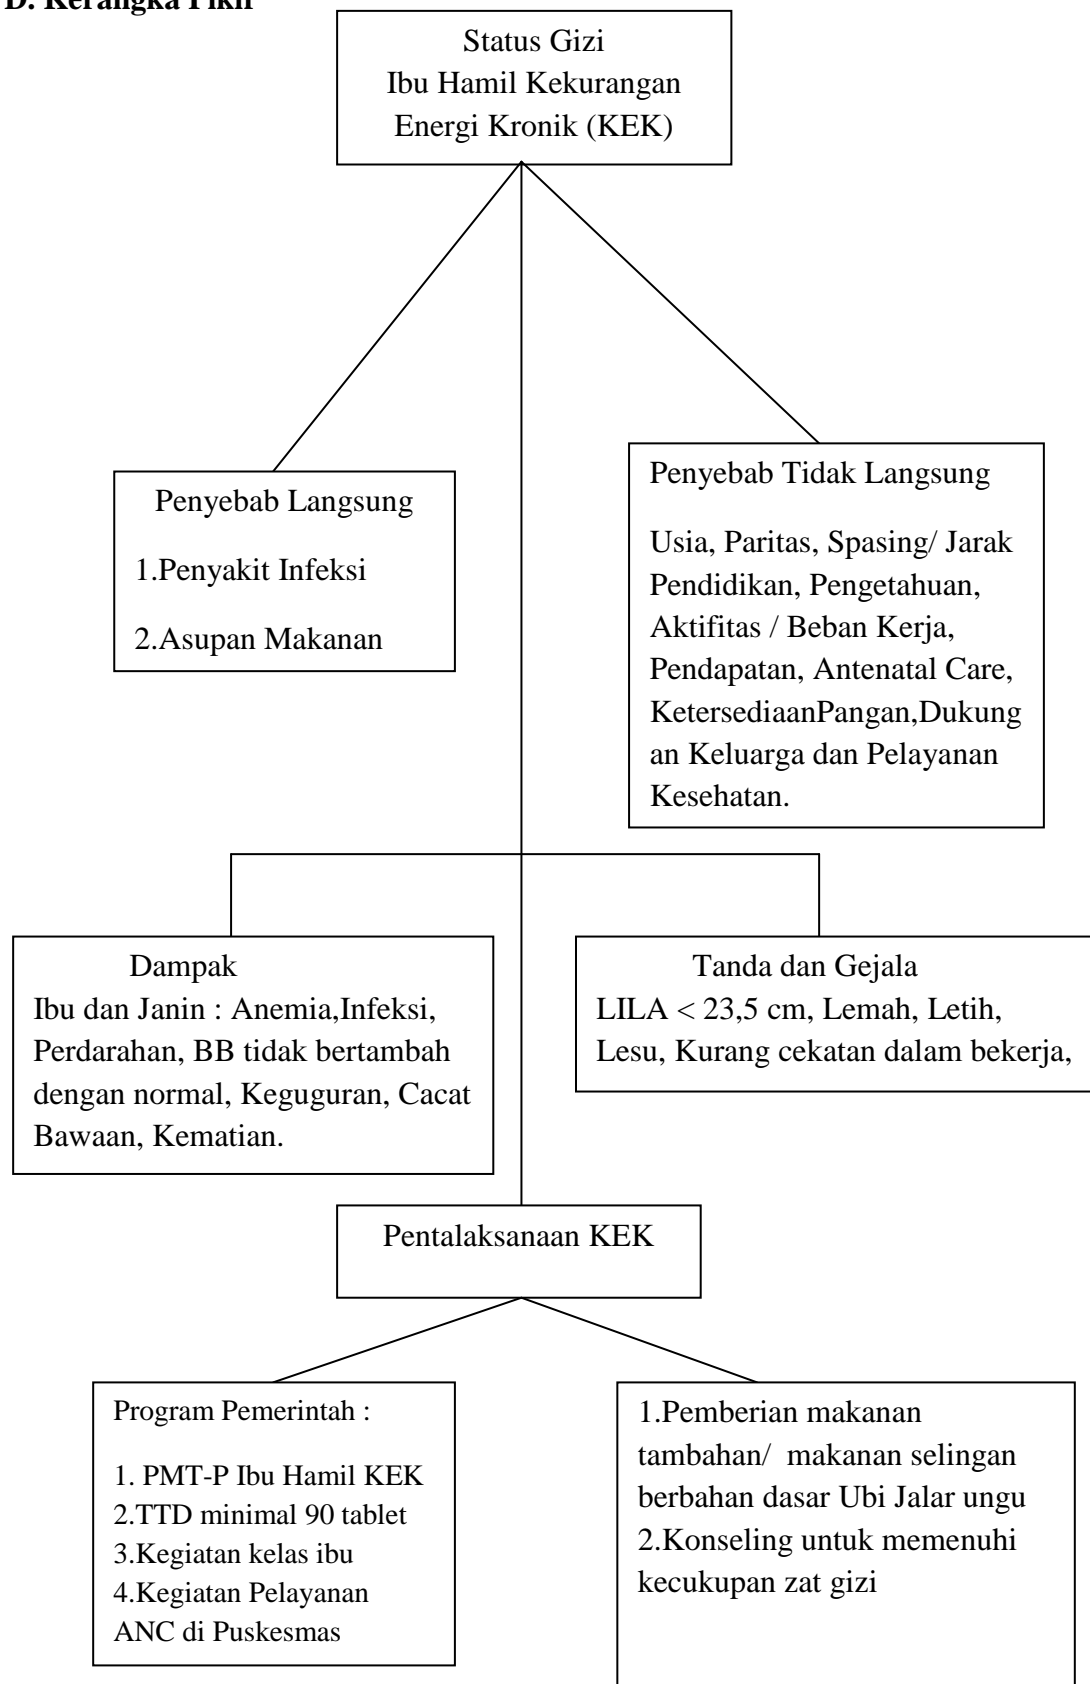 D. Kerangka Pikir
Status Gizi
Ibu Hamil Kekurangan
Energi Kronik (KEK)
Penyebab Langsung
1.Penyakit Infeksi
2.Asupan Makanan
Penyebab Tidak Langsung
Usia, Paritas, Spasing/ Jarak
Pendidikan, Pengetahuan,
Aktifitas / Beban Kerja,
Pendapatan, Antenatal Care,
KetersediaanPangan,Dukung
an Keluarga dan Pelayanan
Kesehatan.
Dampak
Ibu dan Janin : Anemia,Infeksi,
Perdarahan, BB tidak bertambah
dengan normal, Keguguran, Cacat
Bawaan, Kematian.
Tanda dan Gejala
LILA < 23,5 cm, Lemah, Letih,
Lesu, Kurang cekatan dalam bekerja,
Pentalaksanaan KEK
Program Pemerintah :
1. PMT-P Ibu Hamil KEK
2.TTD minimal 90 tablet
3.Kegiatan kelas ibu
4.Kegiatan Pelayanan
ANC di Puskesmas
1.Pemberian makanan
tambahan/ makanan selingan
berbahan dasar Ubi Jalar ungu
2.Konseling untuk memenuhi
kecukupan zat gizi